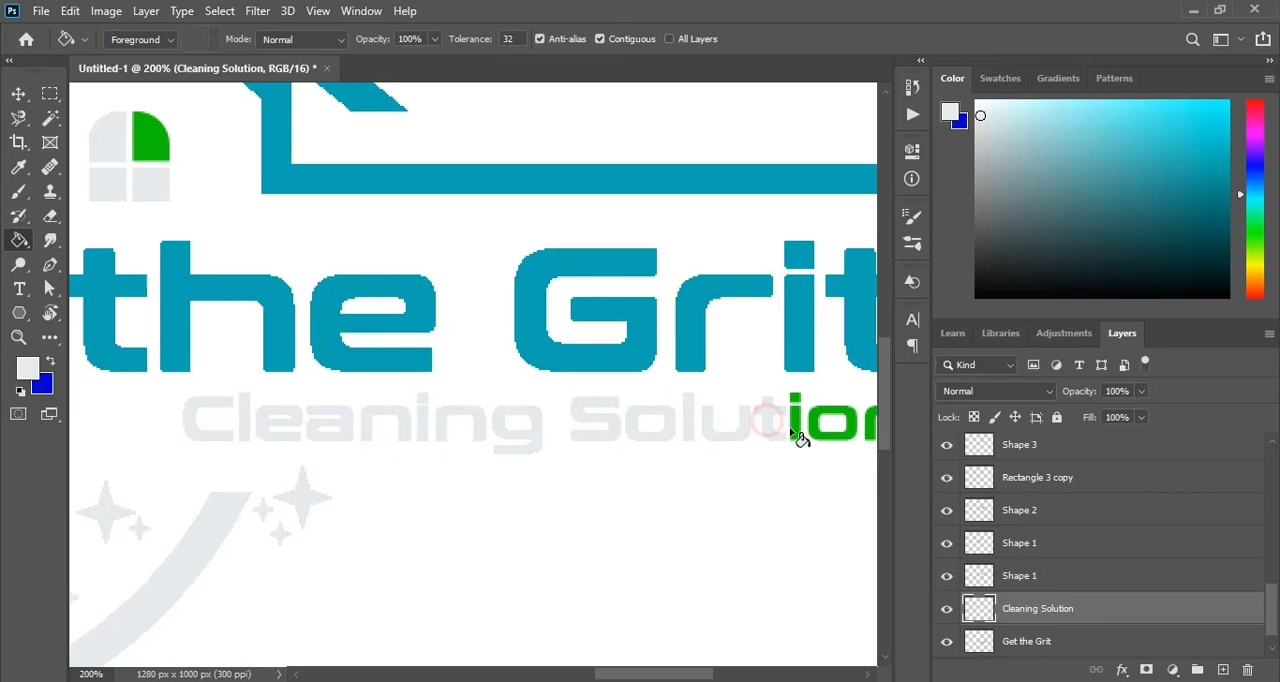 Ps File Edit Image Layer Type Select Filter 3D View Window Help
Foreground Mode: Normal Opacity: 100% Tolerance: 32 Anti-alias Contiguous All Layers
Untitled-1 @ 200% (Cleaning Solution, RGB/16) * ×
Color Swatches Gradients Patterns
the Grit
Cleaning Solution
Learn Libraries Adjustments Layers
Kind
Normal Opacity: 100%
Lock: Fill: 100%
Shape 3
Rectangle 3 copy
Shape 2
Shape 1
Shape 1
Cleaning Solution
Get the Grit
200% 1280 px x 1000 px (300 ppi)